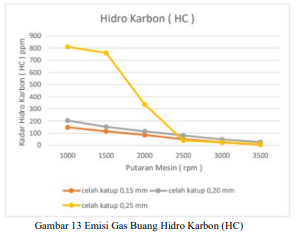 Hidro Karbon ( HC )
Kadar Hidro Karbon ( HC ) ppm
900
800
700
600
500
400
300
200
100
0
1000 1500 2000 2500 3000 3500
Putaran Mesin ( rpm )
celah katup 0,15 mm celah katup 0,20 mm
celah katup 0,25 mm
Gambar 13 Emisi Gas Buang Hidro Karbon (HC)